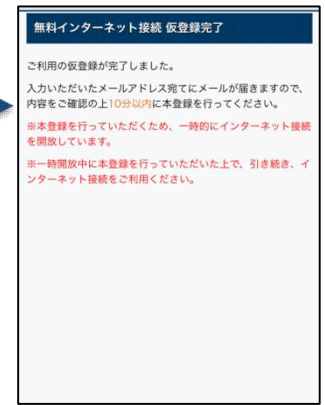 無料インターネット接続 仮登録完了
ご利用の仮登録が完了しました。
入力いただいたメールアドレス宛てにメールが届きますので、
内容をご確認の上10分以内に本登録を行ってください。
※本登録を行っていただくため、一時的にインターネット接続
を開放しています。
※一時開放中に本登録を行っていただいた上で、引き続き、イ
ンターネット接続をご利用ください。